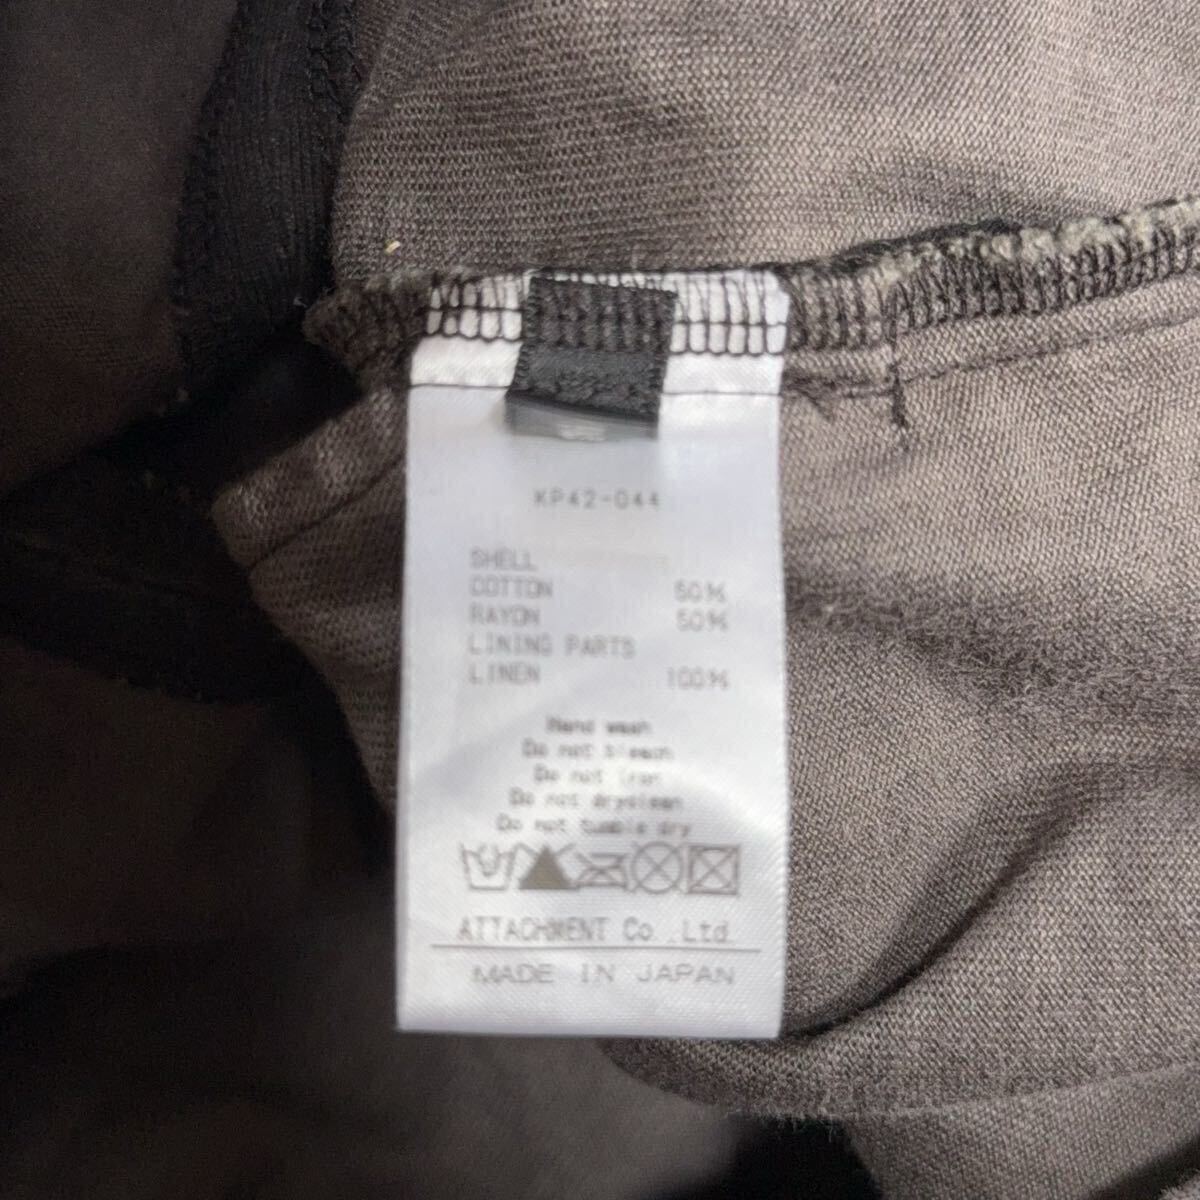 KP42-044
SHELL
COTTON 50%
RAYON 50%
LINING PARTS
LINEN 100%
Hand wash
Do not bleach
Do not iron
Do not dryclean
Do not tumble dry
ATTACHMENT Co.,Ltd
MADE IN JAPAN